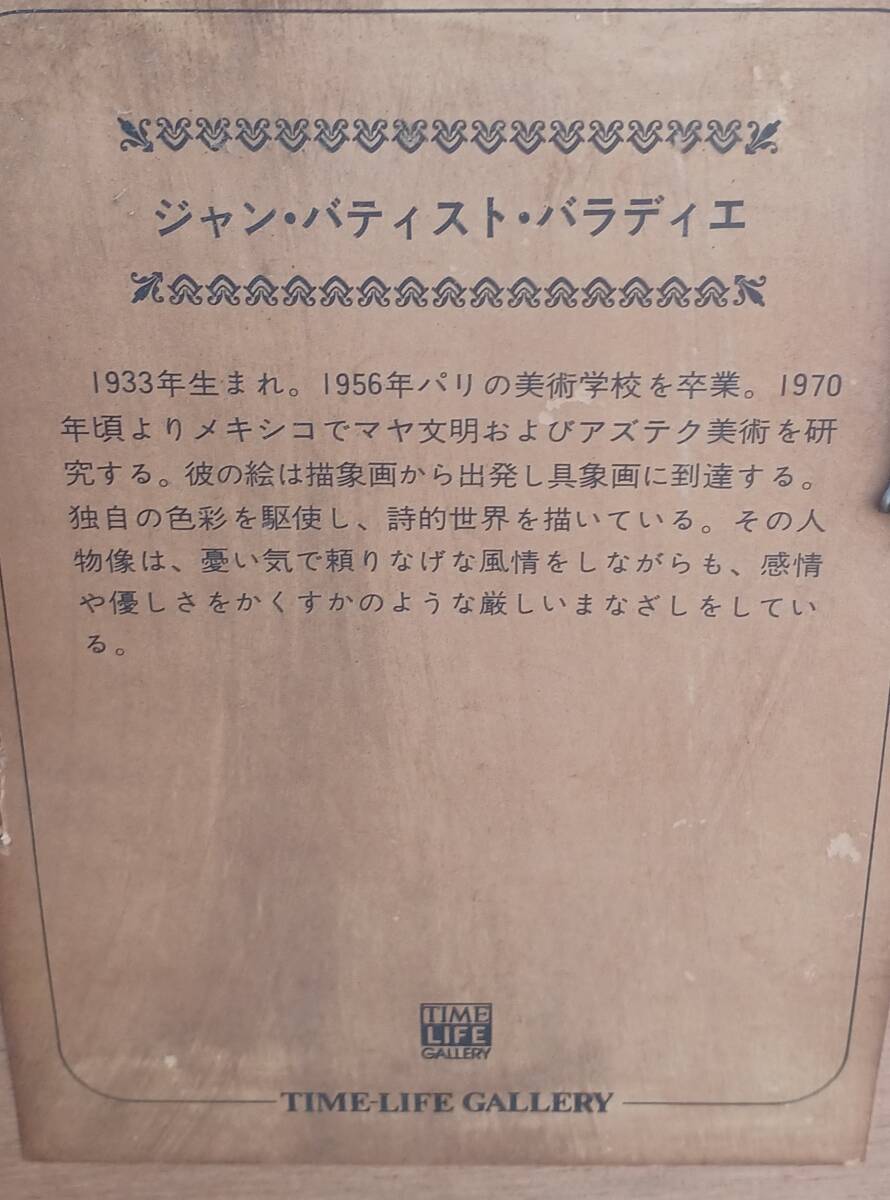 ジャン・バティスト・バラディエ
1933年生まれ。1956年パリの美術学校を卒業。1970
年頃よりメキシコでマヤ文明およびアズテク美術を研
究する。彼の絵は描象画から出発し具象画に到達する。
独自の色彩を駆使し、詩的世界を描いている。その人
物像は、憂い気で頼りなげな風情をしながらも、感情
や優しさをかくすかのような厳しいまなざしをしてい
る。
TIME
LIFE
GALLERY
TIME-LIFE GALLERY